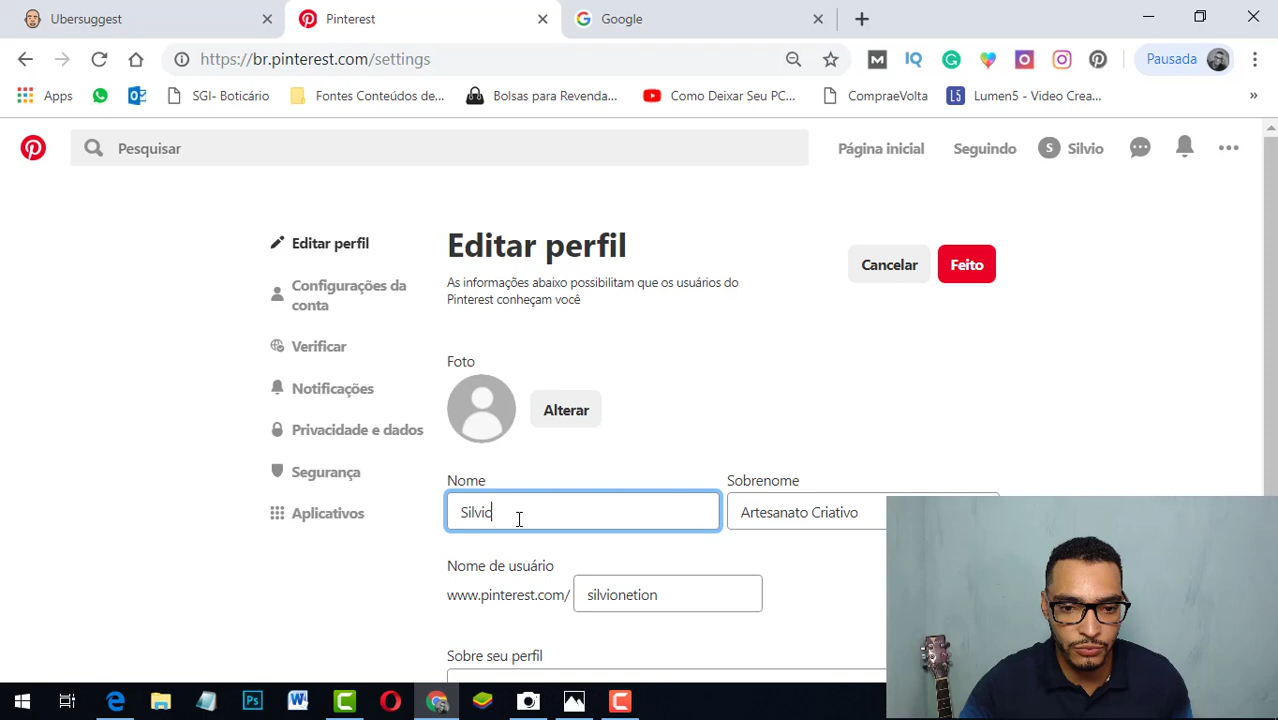 Ubersuggest
Pinterest
Google
https://br.pinterest.com/settings
Pausada
Apps
SGI- Boticário
Fontes Conteúdos de...
Bolsas para Revenda...
Como Deixar Seu PC...
CompraeVolta
L5
Lumen5 - Video Crea...
»
Pesquisar
Página inicial
Seguindo
S
Silvio
Editar perfil
Configurações da
conta
Verificar
Notificações
Privacidade e dados
Segurança
Aplicativos
Editar perfil
As informações abaixo possibilitam que os usuários do
Pinterest conheçam você
Cancelar
Feito
Foto
Alterar
Nome
Sobrenome
Silvio
Artesanato Criativo
Nome de usuário
www.pinterest.com/
silvionetion
Sobre seu perfil